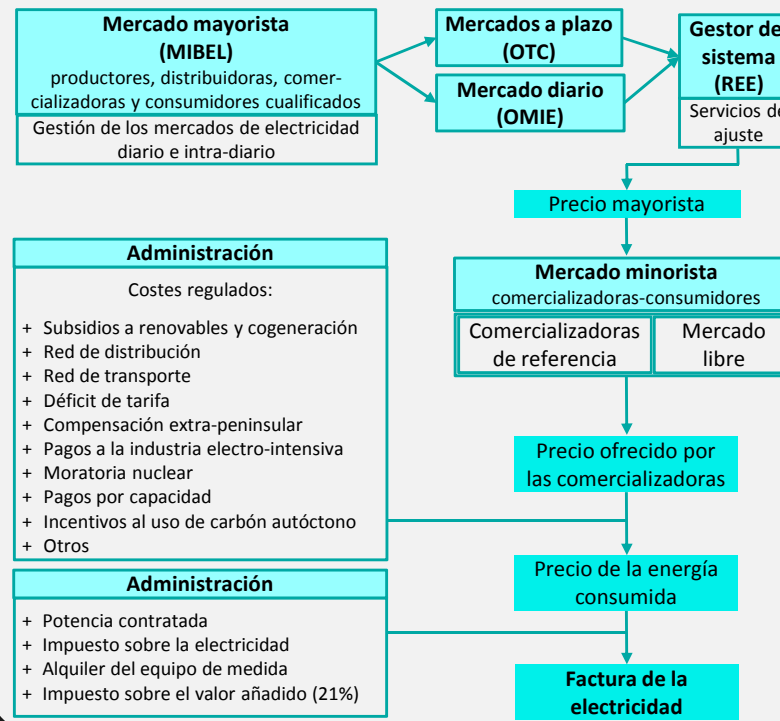 Mercado mayorista
(MIBEL)
productores, distribuidoras, comer-
cializadoras y consumidores cualificados
Gestión de los mercados de electricidad
diario e intra-diario
Mercados a plazo
(OTC)
Mercado diario
(OMIE)
Gestor de
sistema
(REE)
Servicios de
ajuste
Precio mayorista
Mercado minorista
comercializadoras-consumidores
Comercializadoras
de referencia
Mercado
libre
Precio ofrecido por
las comercializadoras
Administración
Costes regulados:
+ Subsidios a renovables y cogeneración
+ Red de distribución
+ Red de transporte
+ Déficit de tarifa
+ Compensación extra-peninsular
+ Pagos a la industria electro-intensiva
+ Moratoria nuclear
+ Pagos por capacidad
+ Incentivos al uso de carbón autóctono
+ Otros
Precio de la energía
consumida
Administración
+ Potencia contratada
+ Impuesto sobre la electricidad
+ Alquiler del equipo de medida
+ Impuesto sobre el valor añadido (21%)
Factura de la
electricidad